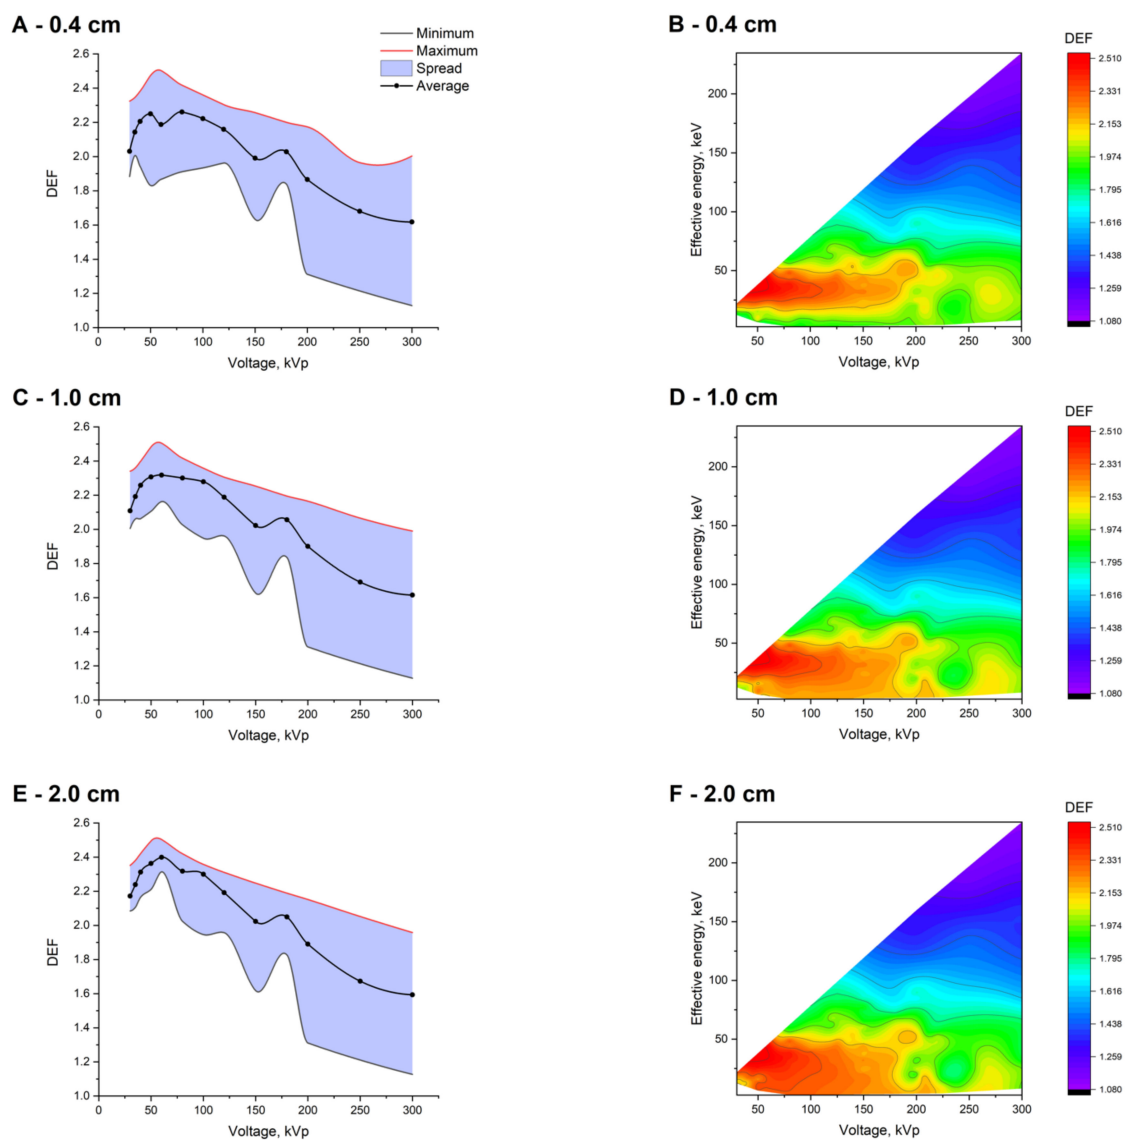 A - 0.4 cm
Minimum
Maximum
Spread
Average
2.6
2.4
2.2
2.0
1.8
1.6
1.4
1.2
1.0
DEF
0 50 100 150 200 250 300
Voltage, kVp
B - 0.4 cm
200
150
100
50
Effective energy, keV
50 100 150 200 250 300
Voltage, kVp
DEF
2.510
2.331
2.153
1.974
1.795
1.616
1.438
1.259
1.080
C - 1.0 cm
2.6
2.4
2.2
2.0
1.8
1.6
1.4
1.2
1.0
DEF
0 50 100 150 200 250 300
Voltage, kVp
D - 1.0 cm
200
150
100
50
Effective energy, keV
50 100 150 200 250 300
Voltage, kVp
DEF
2.510
2.331
2.153
1.974
1.795
1.616
1.438
1.259
1.080
E - 2.0 cm
2.6
2.4
2.2
2.0
1.8
1.6
1.4
1.2
1.0
DEF
0 50 100 150 200 250 300
Voltage, kVp
F - 2.0 cm
200
150
100
50
Effective energy, keV
50 100 150 200 250 300
Voltage, kVp
DEF
2.510
2.331
2.153
1.974
1.795
1.616
1.438
1.259
1.080